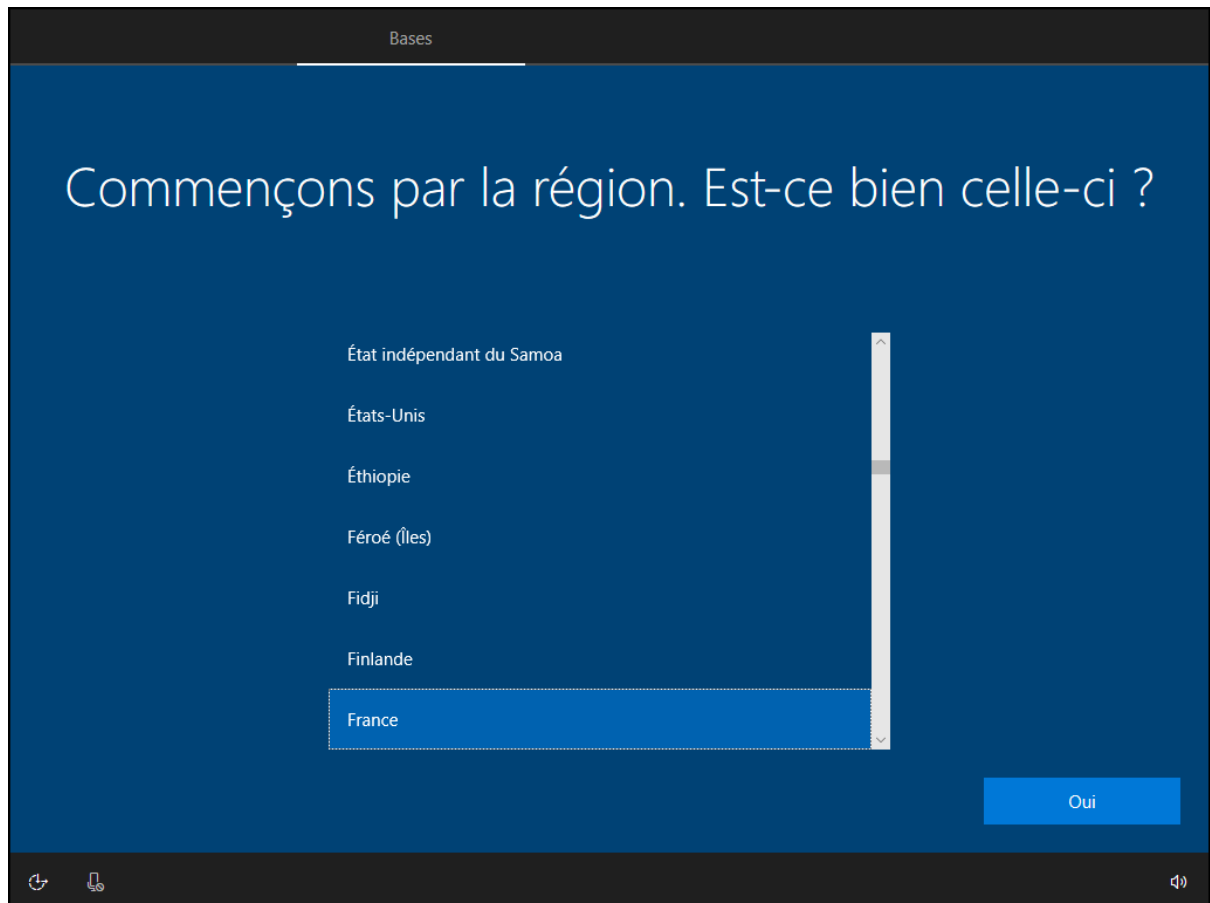 Bases
Commençons par la région. Est-ce bien celle-ci ?
État indépendant du Samoa
États-Unis
Éthiopie
Féroé (Îles)
Fidji
Finlande
France
Oui